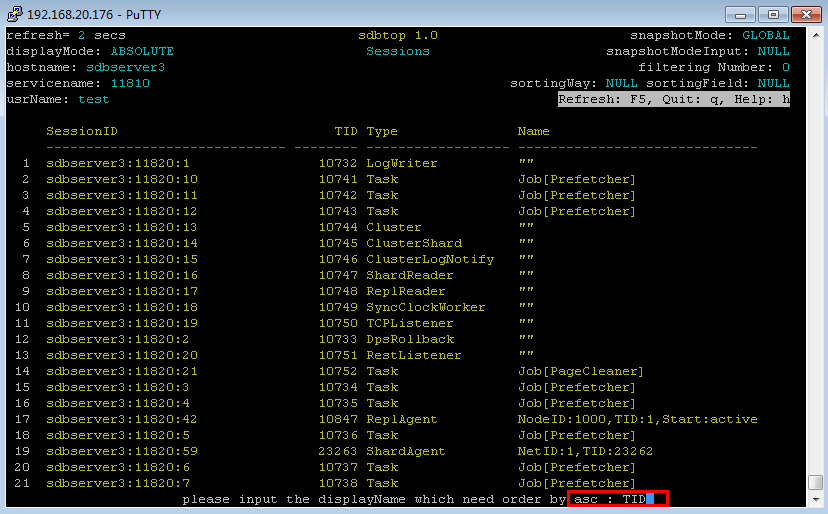 192.168.20.176 - PuTTY
refresh= 2 secs sdbtop 1.0 snapshotMode: GLOBAL
displayMode: ABSOLUTE Sessions snapshotModeInput: NULL
hostname: sdbserver3 filtering Number: 0
servicename: 11810 sortingWay: NULL sortingField: NULL
usrName: test Refresh: F5, Quit: q, Help: h
SessionID TID Type Name
----------------------------- -------- ------------------ ------------------------------
1 sdbserver3:11820:1 10732 LogWriter ""
2 sdbserver3:11820:10 10741 Task Job[Prefetcher]
3 sdbserver3:11820:11 10742 Task Job[Prefetcher]
4 sdbserver3:11820:12 10743 Task Job[Prefetcher]
5 sdbserver3:11820:13 10744 Cluster ""
6 sdbserver3:11820:14 10745 ClusterShard ""
7 sdbserver3:11820:15 10746 ClusterLogNotify ""
8 sdbserver3:11820:16 10747 ShardReader ""
9 sdbserver3:11820:17 10748 ReplReader ""
10 sdbserver3:11820:18 10749 SyncClockWorker ""
11 sdbserver3:11820:19 10750 TCPListener ""
12 sdbserver3:11820:2 10733 DpsRollback ""
13 sdbserver3:11820:20 10751 RestListener ""
14 sdbserver3:11820:21 10752 Task Job[PageCleaner]
15 sdbserver3:11820:3 10734 Task Job[Prefetcher]
16 sdbserver3:11820:4 10735 Task Job[Prefetcher]
17 sdbserver3:11820:42 10847 ReplAgent NodeID:1000,TID:1,Start:active
18 sdbserver3:11820:5 10736 Task Job[Prefetcher]
19 sdbserver3:11820:59 23263 ShardAgent NetID:1,TID:23262
20 sdbserver3:11820:6 10737 Task Job[Prefetcher]
21 sdbserver3:11820:7 10738 Task Job[Prefetcher]
please input the displayName which need order by asc : TID